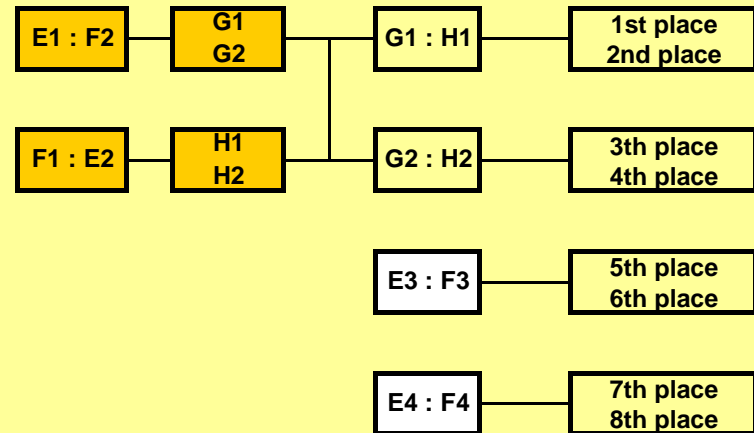 E1 : F2
G1
G2
G1 : H1
1st place
2nd place
F1 : E2
H1
H2
G2 : H2
3th place
4th place
E3 : F3
5th place
6th place
E4 : F4
7th place
8th place